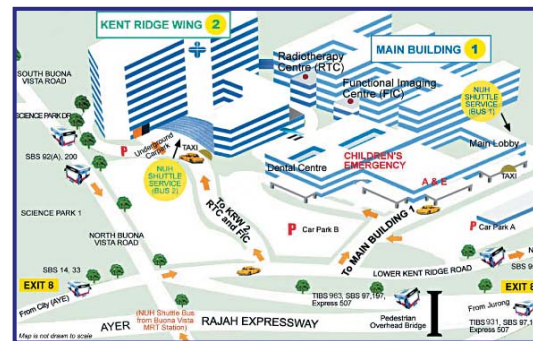 KENT RIDGE WING 2
MAIN BUILDING 1
Radiotherapy
Centre (RTC)
Functional Imaging
Centre (FIC)
NUH
SHUTTLE
SERVICE
(BUS 1)
SOUTH BUONA
VISTA ROAD
SCIENCE PARK DR
SBS 92(A), 200
P
Underground
Carpark
TAXI
NUH
SHUTTLE
SERVICE
(BUS 2)
Dental Centre
CHILDREN'S
EMERGENCY
Main Lobby
A & E
TAXI
SCIENCE PARK 1
To KRW 2,
RTC and FIC
P
Car Park B
To MAIN BUILDING 1
P
Car Park A
NORTH BUONA
VISTA ROAD
LOWER KENT RIDGE ROAD
SBS 14, 33
EXIT 8
From City (AYE)
TIBS 963, SBS 97,197,
Express 507
EXIT 8
From Jurong
(NUH Shuttle Bus
from Buona Vista
MRT Station)
Pedestrian
Overhead Bridge
Express 507
AYER RAJAH EXPRESSWAY
Map is not drawn to scale